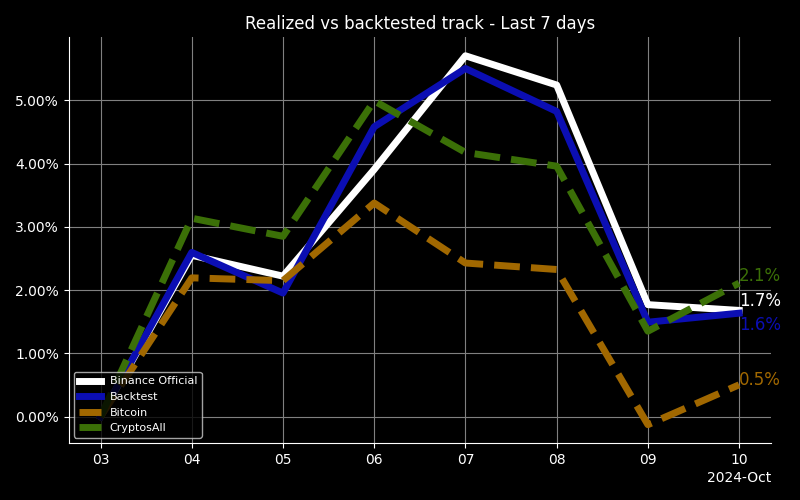 Realized vs backtested track - Last 7 days
5.00%
4.00%
3.00%
2.00%
1.00%
0.00%
2.1%
1.7%
1.6%
0.5%
Binance Official
Backtest
Bitcoin
CryptosAll
03 04 05 06 07 08 09 10
2024-Oct